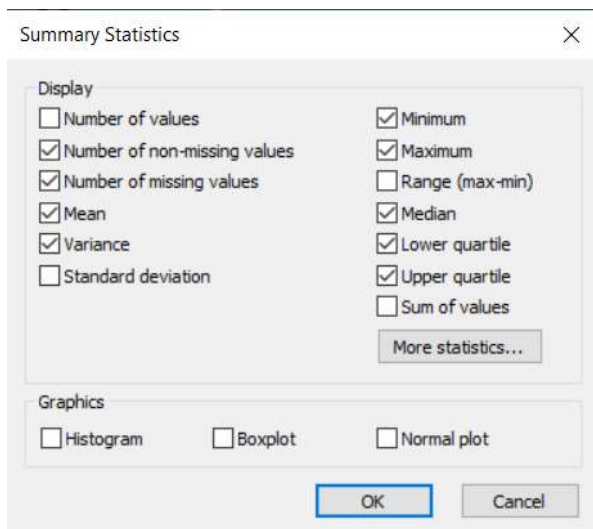 Summary Statistics
Display
Number of values
Number of non-missing values
Number of missing values
Mean
Variance
Standard deviation
Minimum
Maximum
Range (max-min)
Median
Lower quartile
Upper quartile
Sum of values
More statistics...
Graphics
Histogram
Boxplot
Normal plot
OK
Cancel